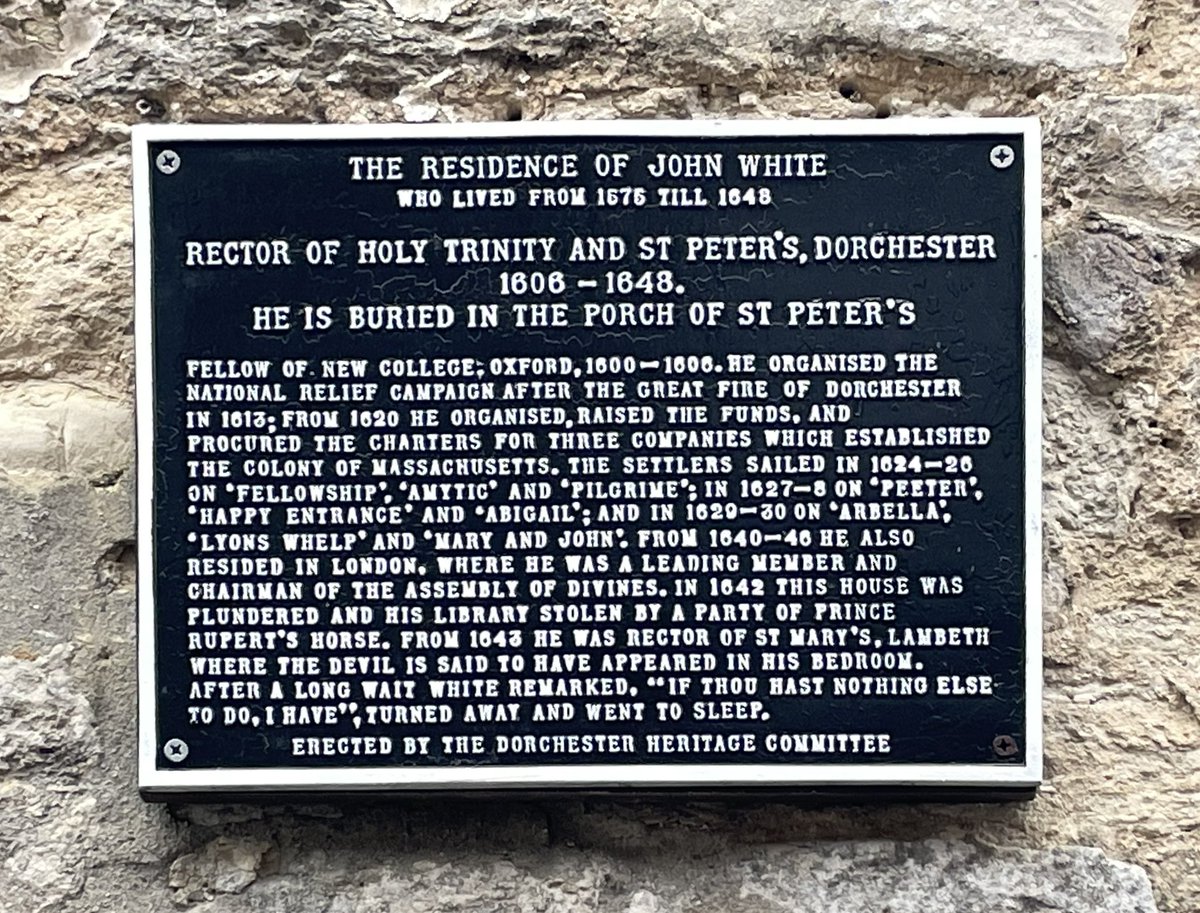 THE RESIDENCE OF JOHN WHITE
WHO LIVED FROM 1575 TILL 1648
RECTOR OF HOLY TRINITY AND ST PETER'S, DORCHESTER
1606 – 1648.
HE IS BURIED IN THE PORCH OF ST PETER'S
FELLOW OF NEW COLLEGE, OXFORD, 1600–1606. HE ORGANISED THE
NATIONAL RELIEF CAMPAIGN AFTER THE GREAT FIRE OF DORCHESTER
IN 1613; FROM 1620 HE ORGANISED, RAISED THE FUNDS, AND
PROCURED THE CHARTERS FOR THREE COMPANIES WHICH ESTABLISHED
THE COLONY OF MASSACHUSETTS. THE SETTLERS SAILED IN 1624–26
ON 'FELLOWSHIP', 'AMYTIC' AND 'PILGRIME'; IN 1627–8 ON 'PEETER',
'HAPPY ENTRANCE' AND 'ABIGAIL'; AND IN 1629–30 ON 'ARBELLA',
'LYONS WHELP' AND 'MARY AND JOHN'. FROM 1640–46 HE ALSO
RESIDED IN LONDON, WHERE HE WAS A LEADING MEMBER AND
CHAIRMAN OF THE ASSEMBLY OF DIVINES. IN 1642 THIS HOUSE WAS
PLUNDERED AND HIS LIBRARY STOLEN BY A PARTY OF PRINCE
RUPERT'S HORSE. FROM 1643 HE WAS RECTOR OF ST MARY'S, LAMBETH
WHERE THE DEVIL IS SAID TO HAVE APPEARED IN HIS BEDROOM.
AFTER A LONG WAIT WHITE REMARKED, "IF THOU HAST NOTHING ELSE
TO DO, I HAVE", TURNED AWAY AND WENT TO SLEEP.
ERECTED BY THE DORCHESTER HERITAGE COMMITTEE